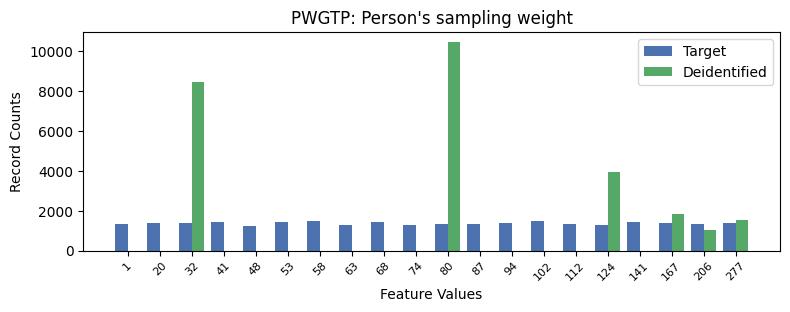 PWGTP: Person's sampling weight
Target
Deidentified
Record Counts
10000
8000
6000
4000
2000
0
1 20 32 41 48 53 58 63 68 74 80 87 94 102 112 124 141 167 206 277
Feature Values